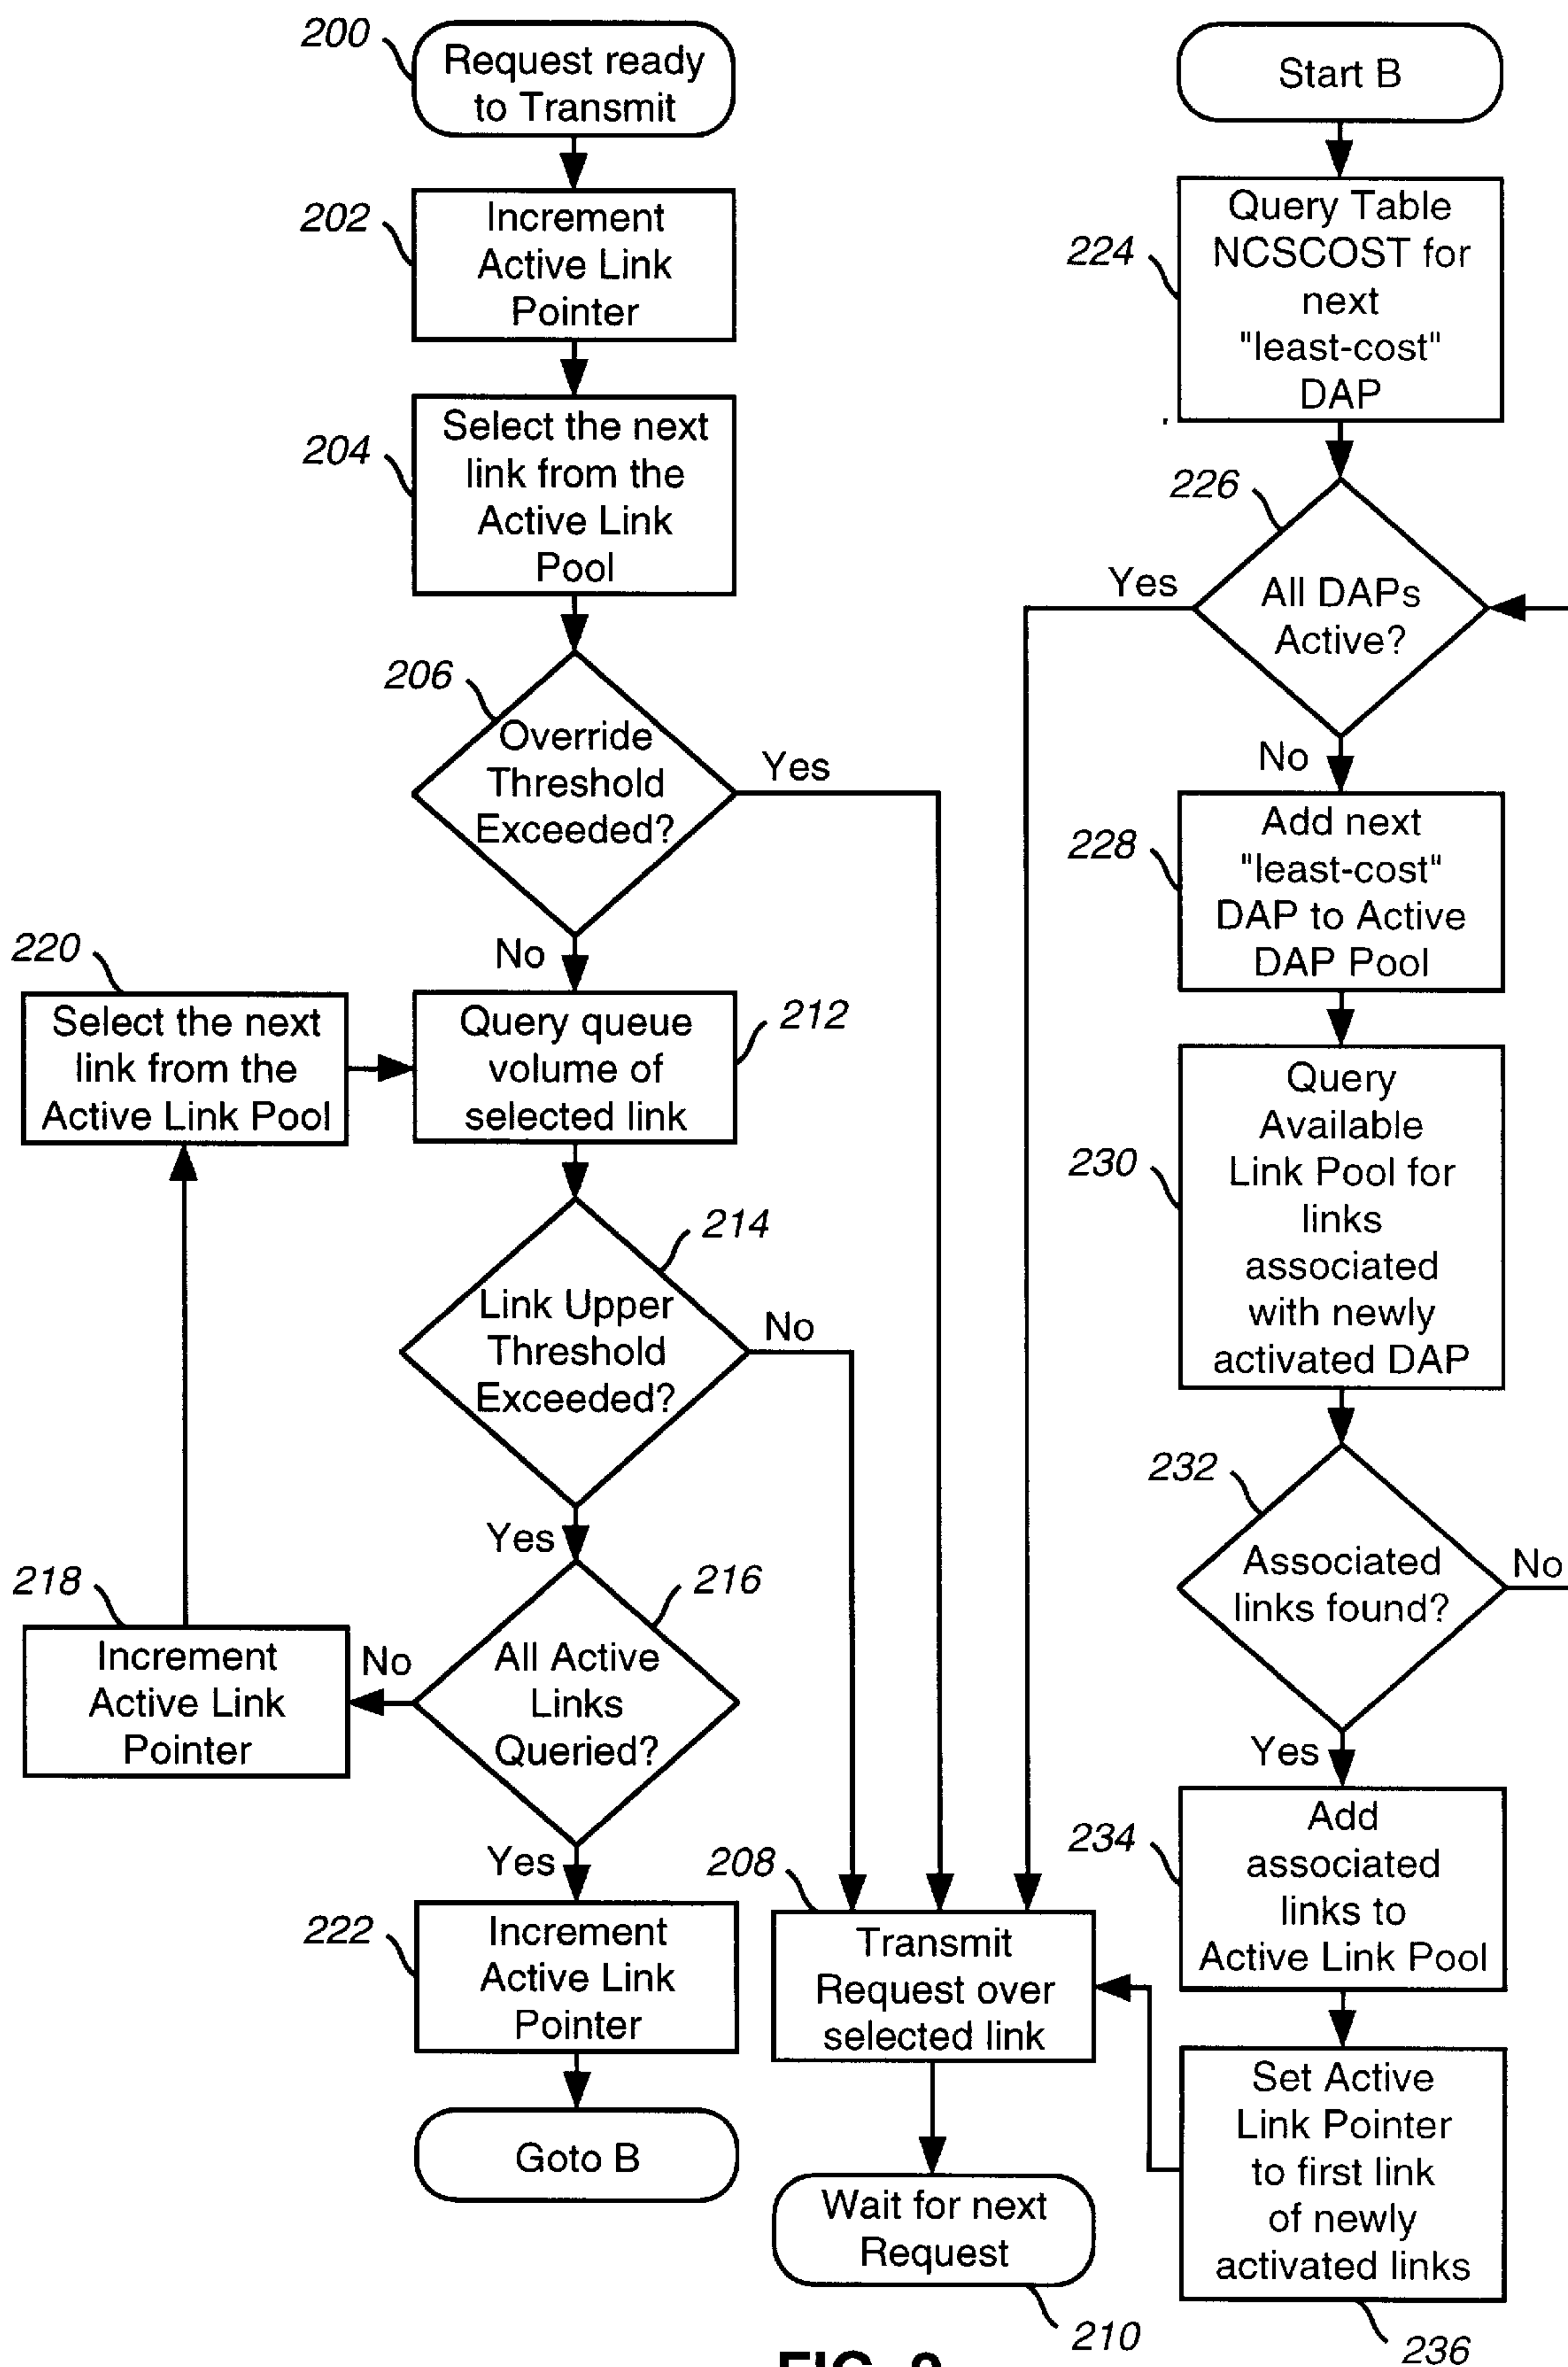 200
Request ready
to Transmit
202
Increment
Active Link
Pointer
204
Select the next
link from the
Active Link
Pool
206
Override
Threshold
Exceeded?
Yes
No
220
Select the next
link from the
Active Link Pool
Query queue
volume of
selected link
212
214
Link Upper
Threshold
Exceeded?
No
Yes
216
218
Increment
Active Link
Pointer
No
All Active
Links
Queried?
Yes
222
Increment
Active Link
Pointer
Goto B
208
Transmit
Request over
selected link
Wait for next
Request
210
Start B
224
Query Table
NCSCOST for
next
"least-cost"
DAP
226
All DAPs
Active?
Yes
No
228
Add next
"least-cost"
DAP to Active
DAP Pool
230
Query
Available
Link Pool for
links
associated
with newly
activated DAP
232
Associated
links found?
No
Yes
234
Add
associated
links to
Active Link Pool
Set Active
Link Pointer
to first link
of newly
activated links
236
FIG.